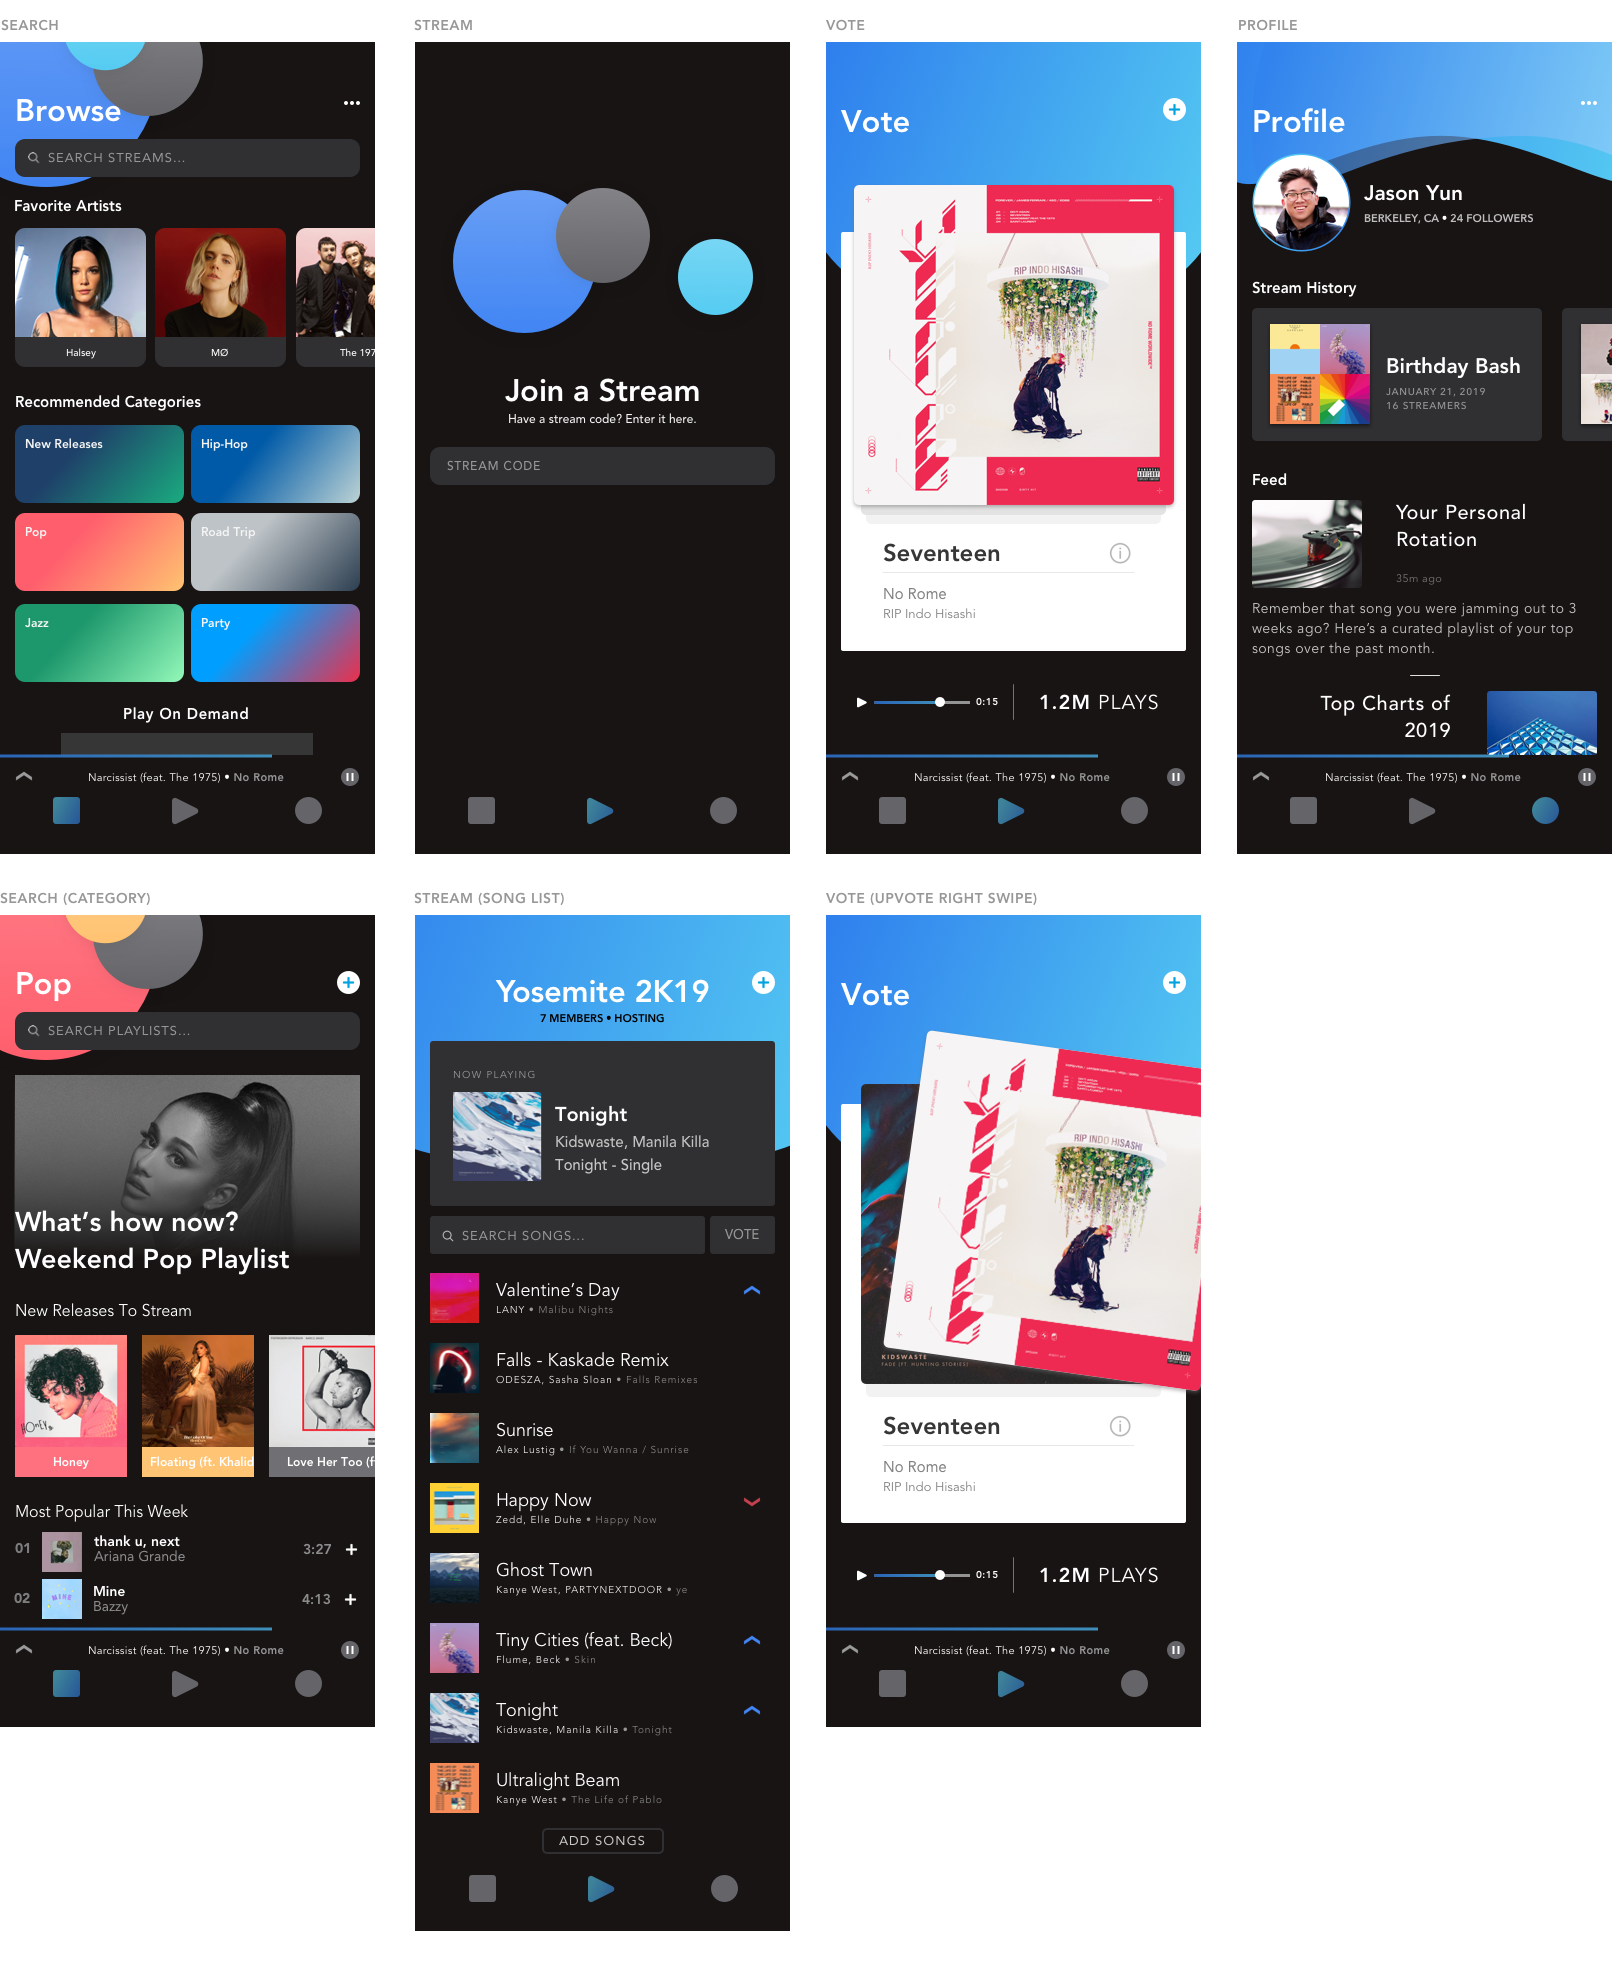 SEARCH
Browse
SEARCH STREAMS...
Favorite Artists
Halsey
MØ
The 197
Recommended Categories
New Releases
Hip-Hop
Pop
Road Trip
Jazz
Party
Play On Demand
Narcissist (feat. The 1975) • No Rome
STREAM
Join a Stream
Have a stream code? Enter it here.
STREAM CODE
VOTE
Vote
RIP INDO HISASHI
Seventeen
No Rome
RIP Indo Hisashi
0:15
1.2M PLAYS
Narcissist (feat. The 1975) • No Rome
PROFILE
Profile
Jason Yun
BERKELEY, CA • 24 FOLLOWERS
Stream History
Birthday Bash
JANUARY 21, 2019
16 STREAMERS
Feed
Your Personal
Rotation
35m ago
Remember that song you were jamming out to 3
weeks ago? Here's a curated playlist of your top
songs over the past month.
Top Charts of
2019
Narcissist (feat. The 1975) • No Rome
SEARCH (CATEGORY)
Pop
SEARCH PLAYLISTS...
What's how now?
Weekend Pop Playlist
New Releases To Stream
HONEY
Honey
Floating (ft. Khalid
Love Her Too (f
Most Popular This Week
01
thank u, next
Ariana Grande
3:27
02
MINE
Mine
Bazzy
4:13
Narcissist (feat. The 1975) • No Rome
STREAM (SONG LIST)
Yosemite 2K19
7 MEMBERS • HOSTING
NOW PLAYING
Tonight
Kidswaste, Manila Killa
Tonight - Single
SEARCH SONGS...
VOTE
Valentine's Day
LANY • Malibu Nights
Falls - Kaskade Remix
ODESZA, Sasha Sloan • Falls Remixes
Sunrise
Alex Lustig • If You Wanna / Sunrise
Happy Now
Zedd, Elle Duhe • Happy Now
Ghost Town
Kanye West, PARTYNEXTDOOR • ye
Tiny Cities (feat. Beck)
Flume, Beck • Skin
Tonight
Kidswaste, Manila Killa • Tonight
Ultralight Beam
Kanye West • The Life of Pablo
ADD SONGS
VOTE (UPVOTE RIGHT SWIPE)
Vote
RIP INDO HISASHI
KIDSWASTE
FADE (FT. HUNTING STORIES)
Seventeen
No Rome
RIP Indo Hisashi
0:15
1.2M PLAYS
Narcissist (feat. The 1975) • No Rome